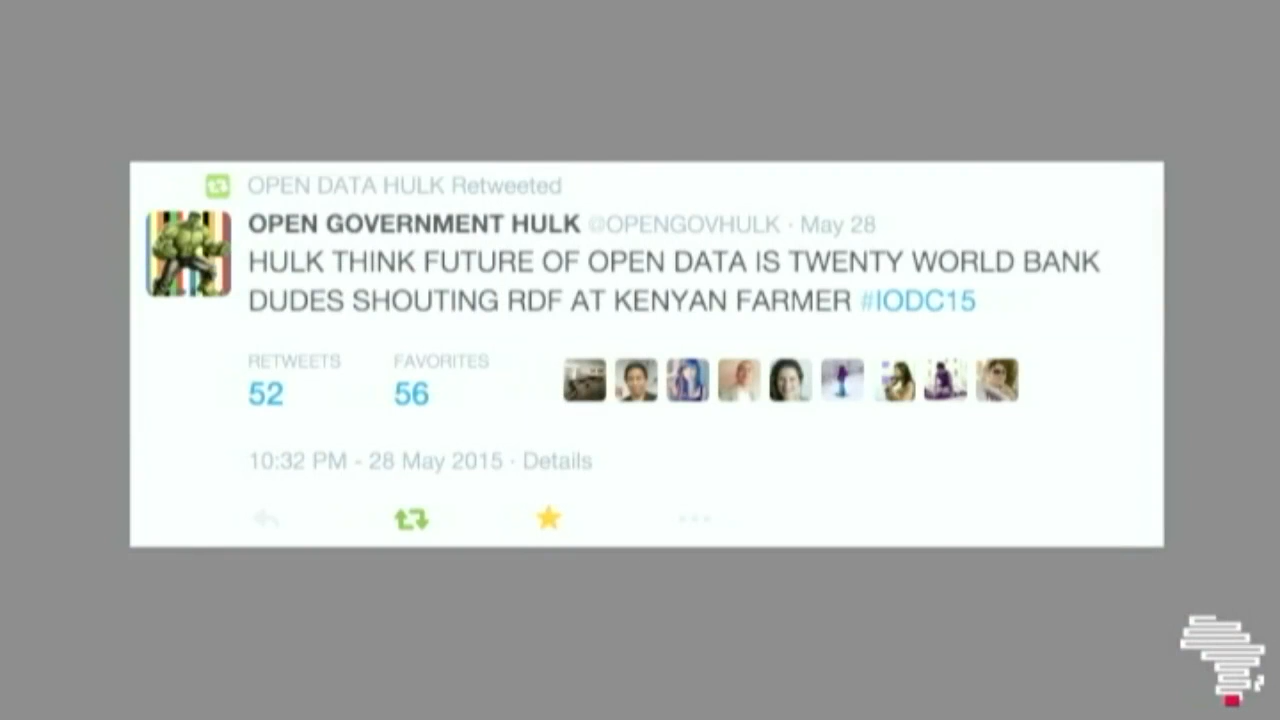 OPEN DATA HULK Retweeted
OPEN GOVERNMENT HULK @OPENGOVHULK · May 28
HULK THINK FUTURE OF OPEN DATA IS TWENTY WORLD BANK
DUDES SHOUTING RDF AT KENYAN FARMER #IODC15
RETWEETS FAVORITES
52 56
10:32 PM - 28 May 2015 · Details